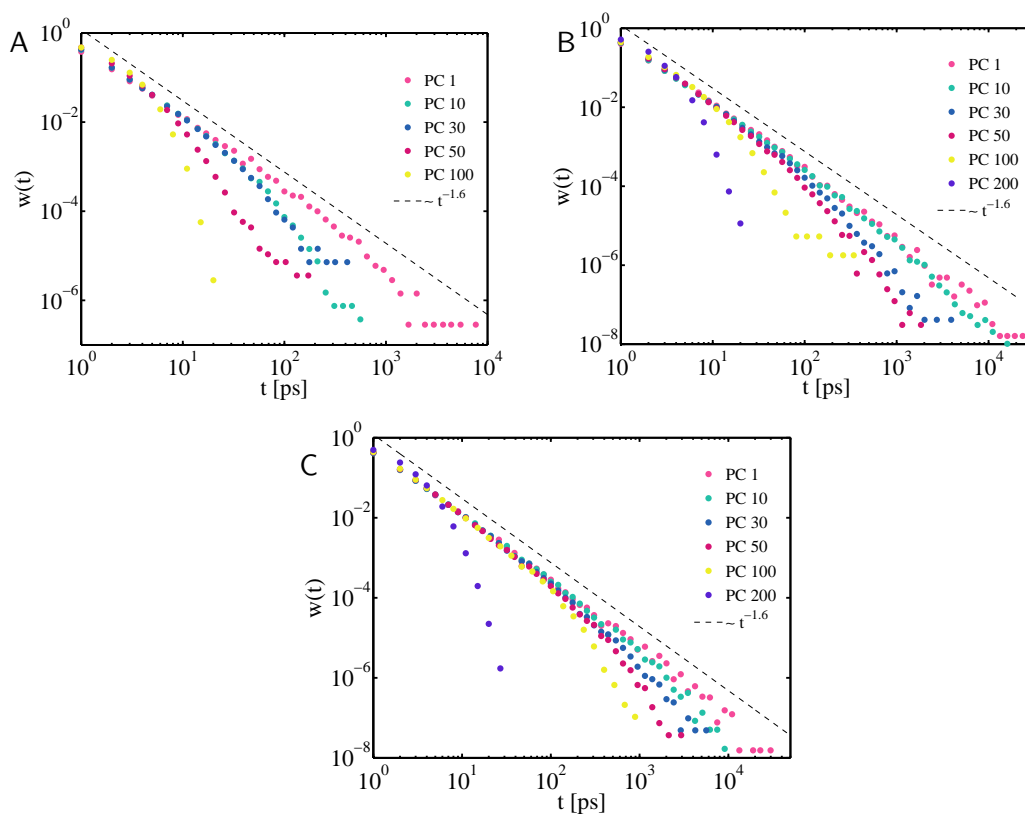 A
w(t)
10^0
10^-2
10^-4
10^-6
10^0
10^1
10^2
10^3
10^4
t [ps]
PC 1
PC 10
PC 30
PC 50
PC 100
~ t^-1.6
B
w(t)
10^0
10^-2
10^-4
10^-6
10^-8
10^0
10^1
10^2
10^3
10^4
t [ps]
PC 1
PC 10
PC 30
PC 50
PC 100
PC 200
~ t^-1.6
C
w(t)
10^0
10^-2
10^-4
10^-6
10^-8
10^0
10^1
10^2
10^3
10^4
t [ps]
PC 1
PC 10
PC 30
PC 50
PC 100
PC 200
~ t^-1.6